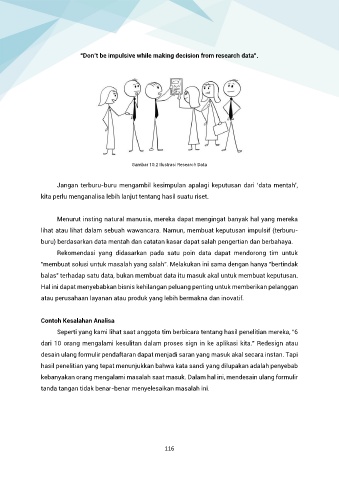 "Don't be impulsive while making decision from research data".
Gambar 10.2 Ilustrasi Research Data
Jangan terburu-buru mengambil kesimpulan apalagi keputusan dari 'data mentah',
kita perlu menganalisa lebih lanjut tentang hasil suatu riset.
Menurut insting natural manusia, mereka dapat mengingat banyak hal yang mereka
lihat atau lihat dalam sebuah wawancara. Namun, membuat keputusan impulsif (terburu-
buru) berdasarkan data mentah dan catatan kasar dapat salah pengertian dan berbahaya.
Rekomendasi yang didasarkan pada satu poin data dapat mendorong tim untuk
"membuat solusi untuk masalah yang salah". Melakukan ini sama dengan hanya "bertindak
balas" terhadap satu data, bukan membuat data itu masuk akal untuk membuat keputusan.
Hal ini dapat menyebabkan bisnis kehilangan peluang penting untuk memberikan pelanggan
atau perusahaan layanan atau produk yang lebih bermakna dan inovatif.
Contoh Kesalahan Analisa
Seperti yang kami lihat saat anggota tim berbicara tentang hasil penelitian mereka, "6
dari 10 orang mengalami kesulitan dalam proses sign in ke aplikasi kita." Redesign atau
desain ulang formulir pendaftaran dapat menjadi saran yang masuk akal secara instan. Tapi
hasil penelitian yang tepat menunjukkan bahwa kata sandi yang dilupakan adalah penyebab
kebanyakan orang mengalami masalah saat masuk. Dalam hal ini, mendesain ulang formulir
tanda tangan tidak benar-benar menyelesaikan masalah ini.
116